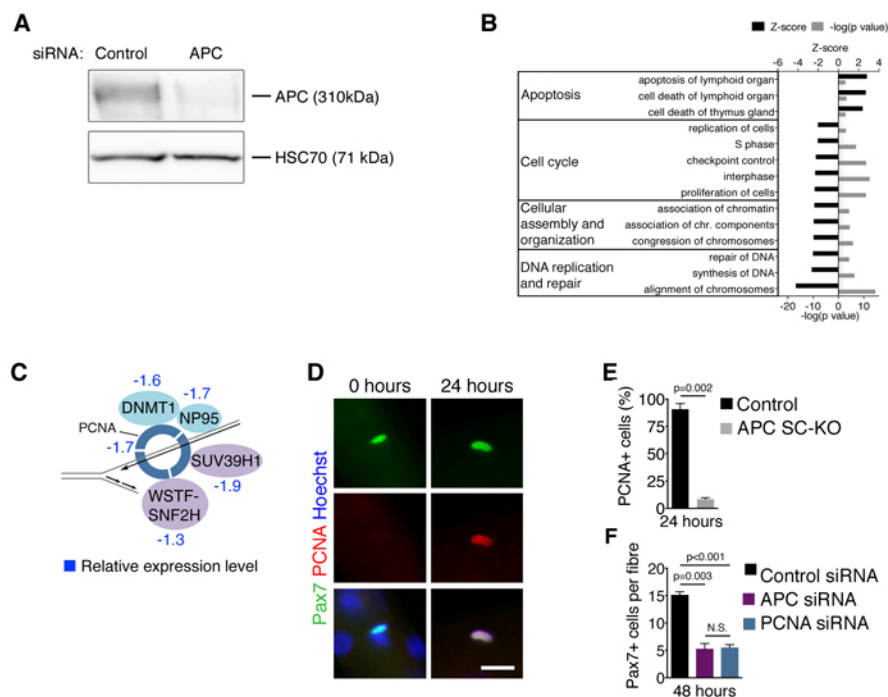 A
siRNA: Control APC
APC (310kDa)
HSC70 (71 kDa)
B
Z-score -log(p value)
Z-score
-6 -4 -2 0 2 4
Apoptosis
apoptosis of lymphoid organ
cell death of lymphoid organ
cell death of thymus gland
Cell cycle
replication of cells
S phase
checkpoint control
interphase
proliferation of cells
Cellular
assembly and
organization
association of chromatin
association of chr. components
congression of chromosomes
DNA replication
and repair
repair of DNA
synthesis of DNA
alignment of chromosomes
-20 -10 0 10
-log(p value)
C
-1.6
-1.7
DNMT1
NP95
PCNA
-1.7
SUV39H1
-1.9
WSTF-
SNF2H
-1.3
Relative expression level
D
0 hours 24 hours
Pax7 PCNA Hoechst
E
PCNA+ cells (%)
100
75
50
25
0
p=0.002
Control
APC SC-KO
24 hours
F
Pax7+ cells per fibre
20
15
10
5
0
p<0.001
p=0.003
N.S.
Control siRNA
APC siRNA
PCNA siRNA
48 hours